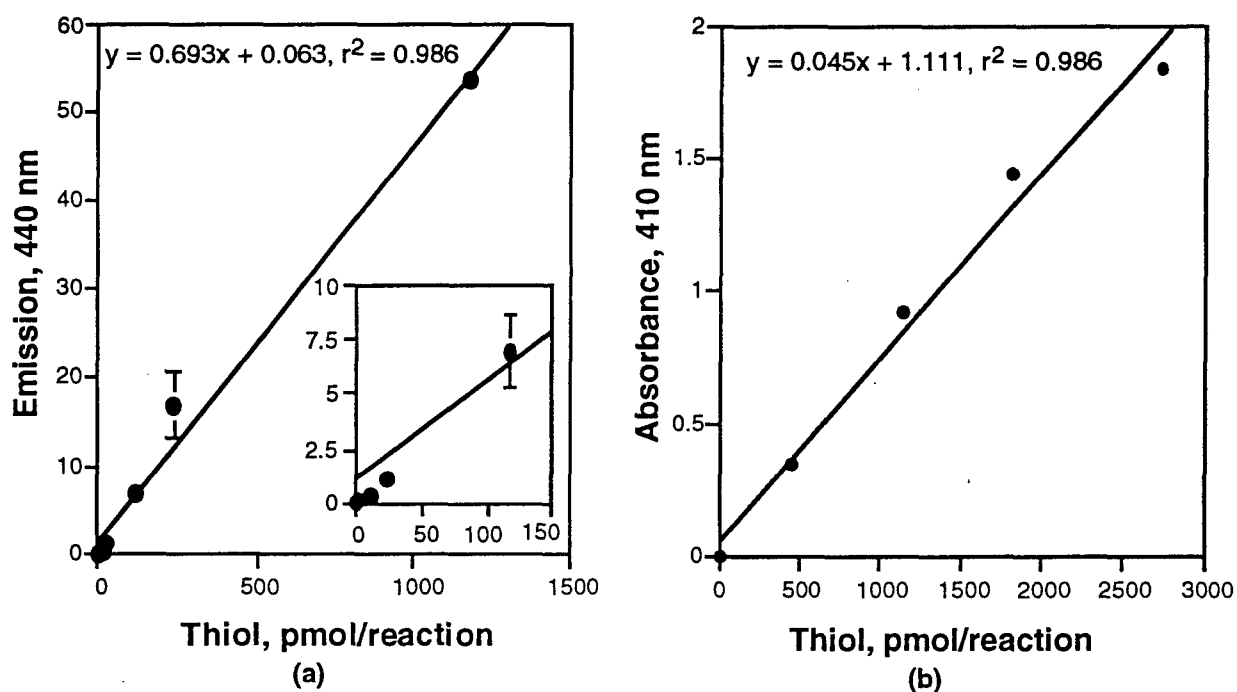 60
50
40
30
20
10
0
Emission, 440 nm
y = 0.693x + 0.063, r² = 0.986
10
7.5
5
2.5
0
0 50 100 150
0 500 1000 1500
Thiol, pmol/reaction
(a)
2
1.5
1
0.5
0
Absorbance, 410 nm
y = 0.045x + 1.111, r² = 0.986
0 500 1000 1500 2000 2500 3000
Thiol, pmol/reaction
(b)